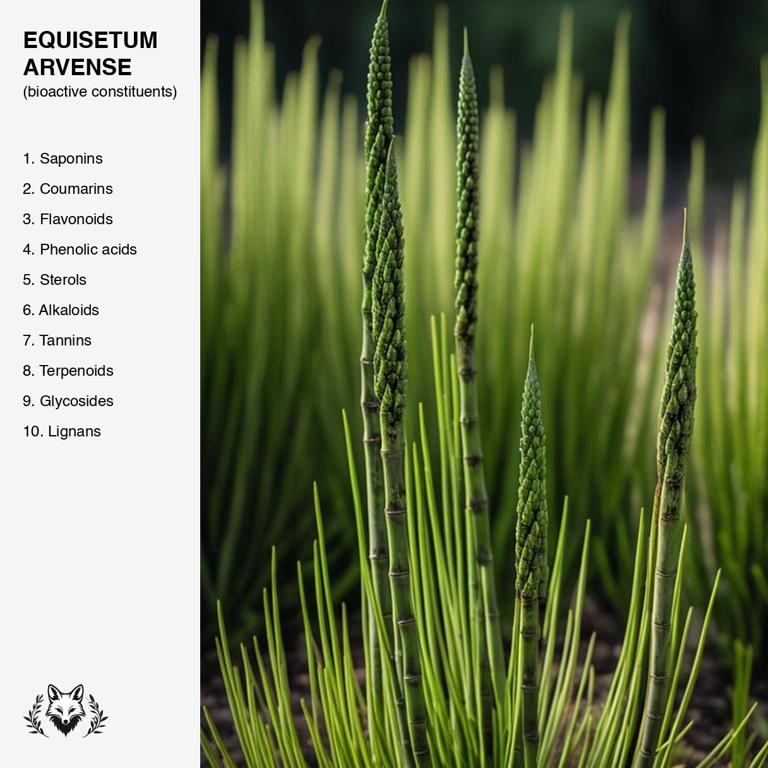 EQUISETUM
ARVENSE
(bioactive constituents)
1. Saponins
2. Coumarins
3. Flavonoids
4. Phenolic acids
5. Sterols
6. Alkaloids
7. Tannins
8. Terpenoids
9. Glycosides
10. Lignans